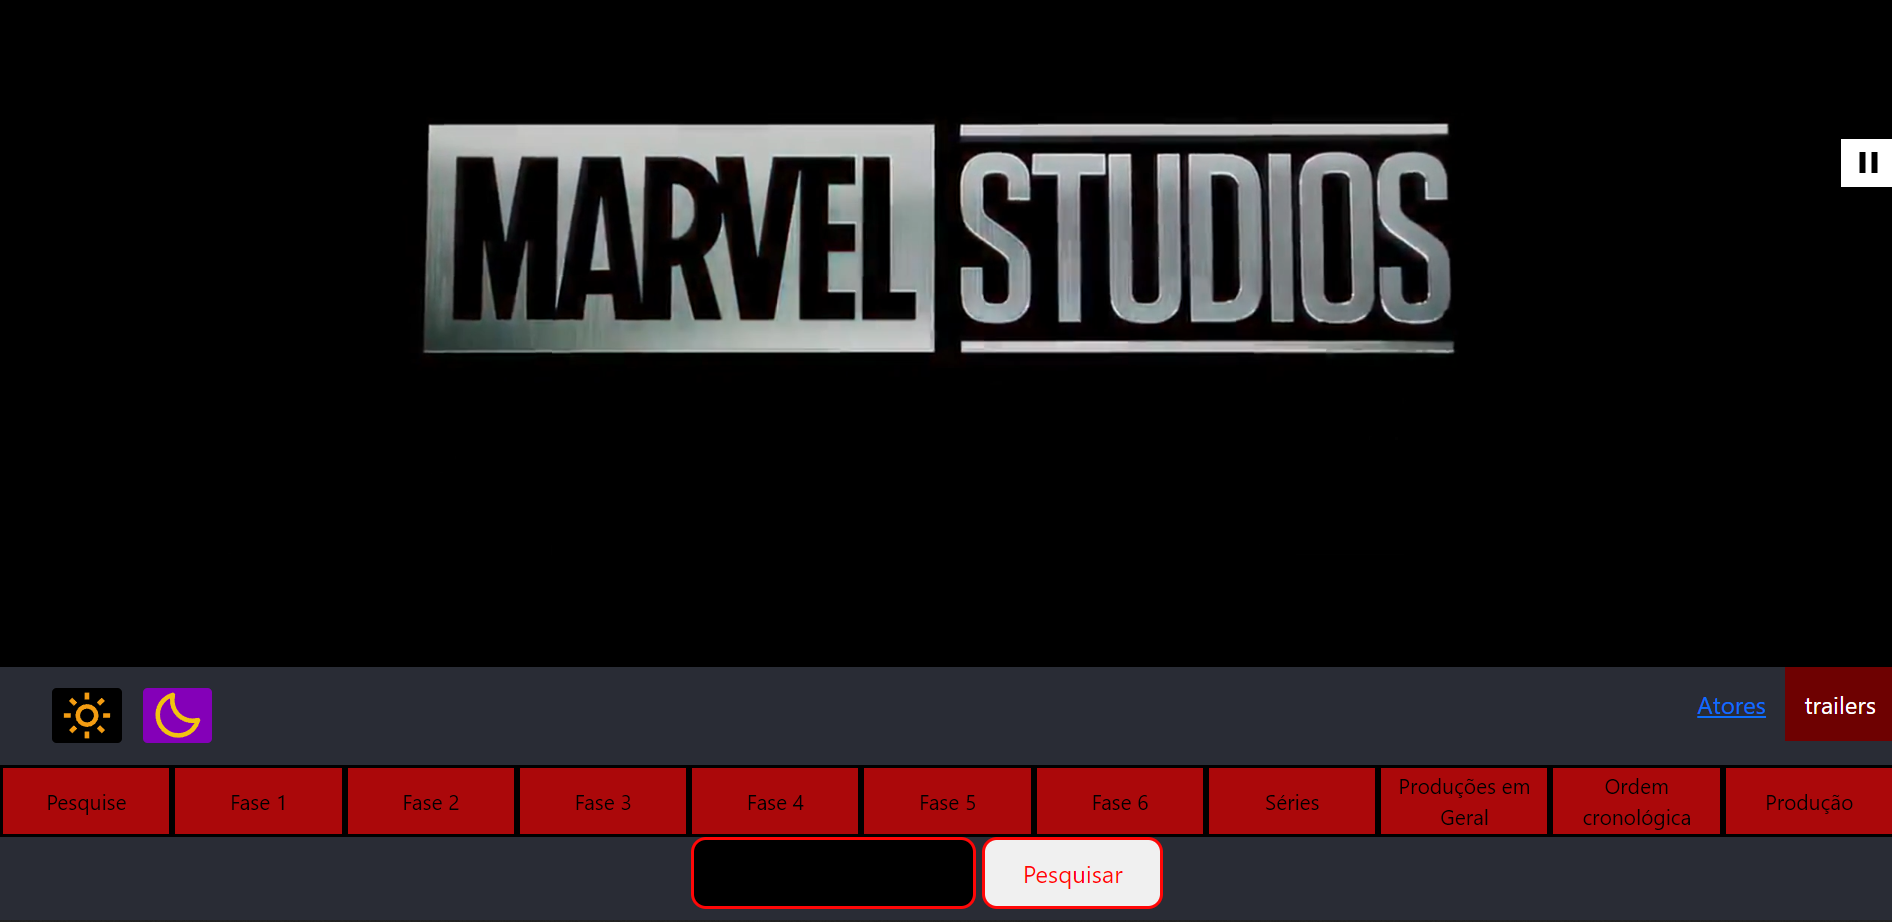 MARVEL STUDIOS
Atores
trailers
Pesquise
Fase 1
Fase 2
Fase 3
Fase 4
Fase 5
Fase 6
Séries
Produções em
Geral
Ordem
cronológica
Produção
Pesquisar